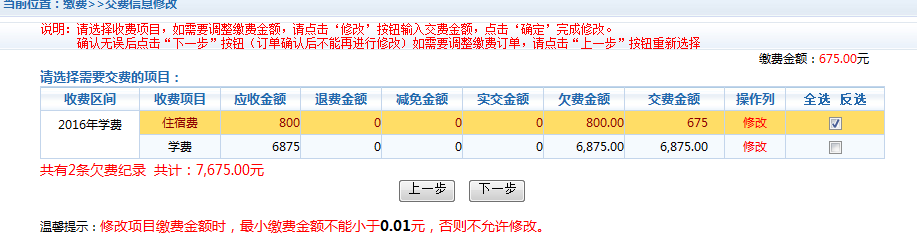 当前位置：缴费>>交费信息修改
说明：请选择收费项目，如需要调整缴费金额，请点击‘修改’按钮输入交费金额，点击‘确定’完成修改。
确认无误后点击“下一步”按钮（订单确认后不能再进行修改）如需要调整缴费订单，请点击“上一步”按钮重新选择
缴费金额：675.00元
请选择需要交费的项目：
收费区间 收费项目 应收金额 退费金额 减免金额 实交金额 欠费金额 交费金额 操作列 全选 反选
2016年学费 住宿费 800 0 0 0 800.00 675 修改
学费 6875 0 0 0 6,875.00 6,875.00 修改
共有2条欠费纪录 共计：7,675.00元
上一步 下一步
温馨提示：修改项目缴费金额时，最小缴费金额不能小于0.01元，否则不允许修改。